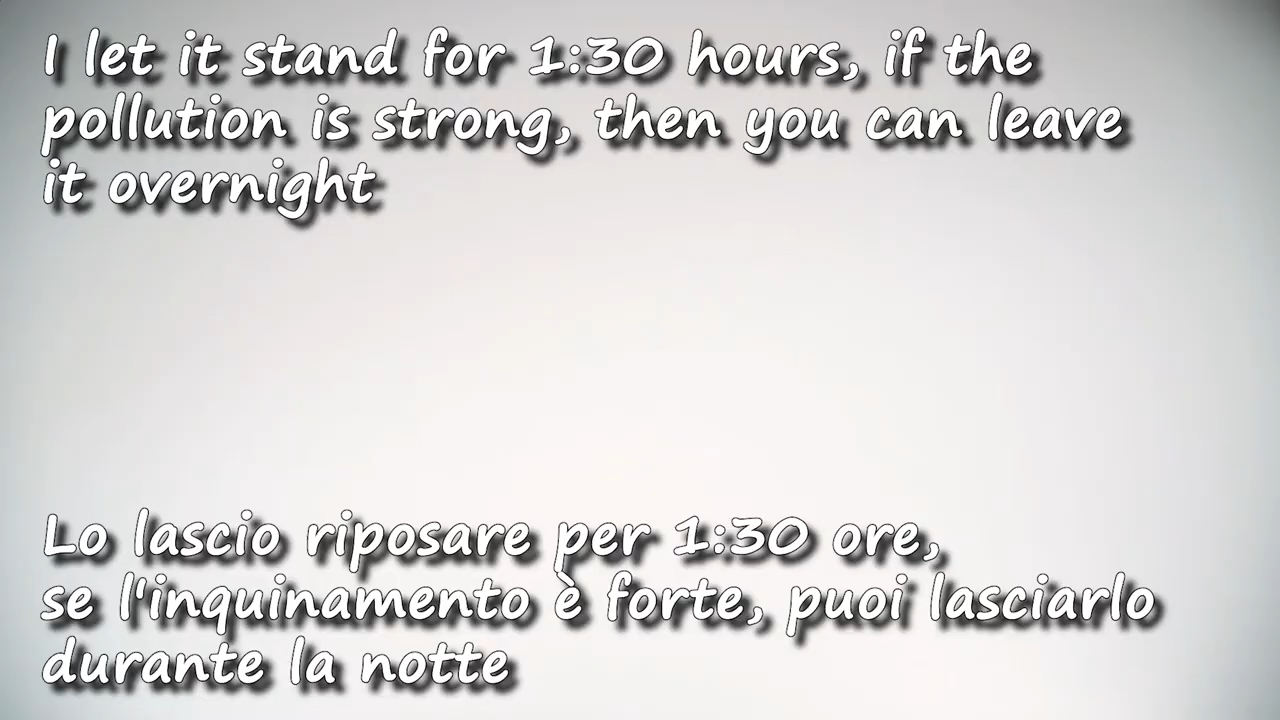 I let it stand for 1:30 hours, if the
pollution is strong, then you can leave
it overnight
Lo lascio riposare per 1:30 ore,
se l'inquinamento è forte, puoi lasciarlo
durante la notte